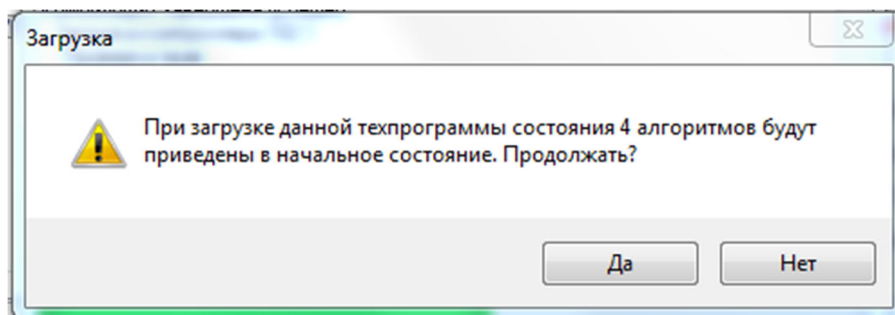 Загрузка
При загрузке данной техпрограммы состояния 4 алгоритмов будут
приведены в начальное состояние. Продолжать?
Да
Нет